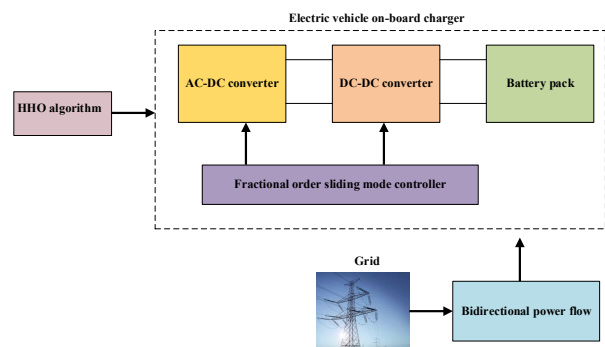 Electric vehicle on-board charger
AC-DC converter
DC-DC converter
Battery pack
HHO algorithm
Fractional order sliding mode controller
Grid
Bidirectional power flow